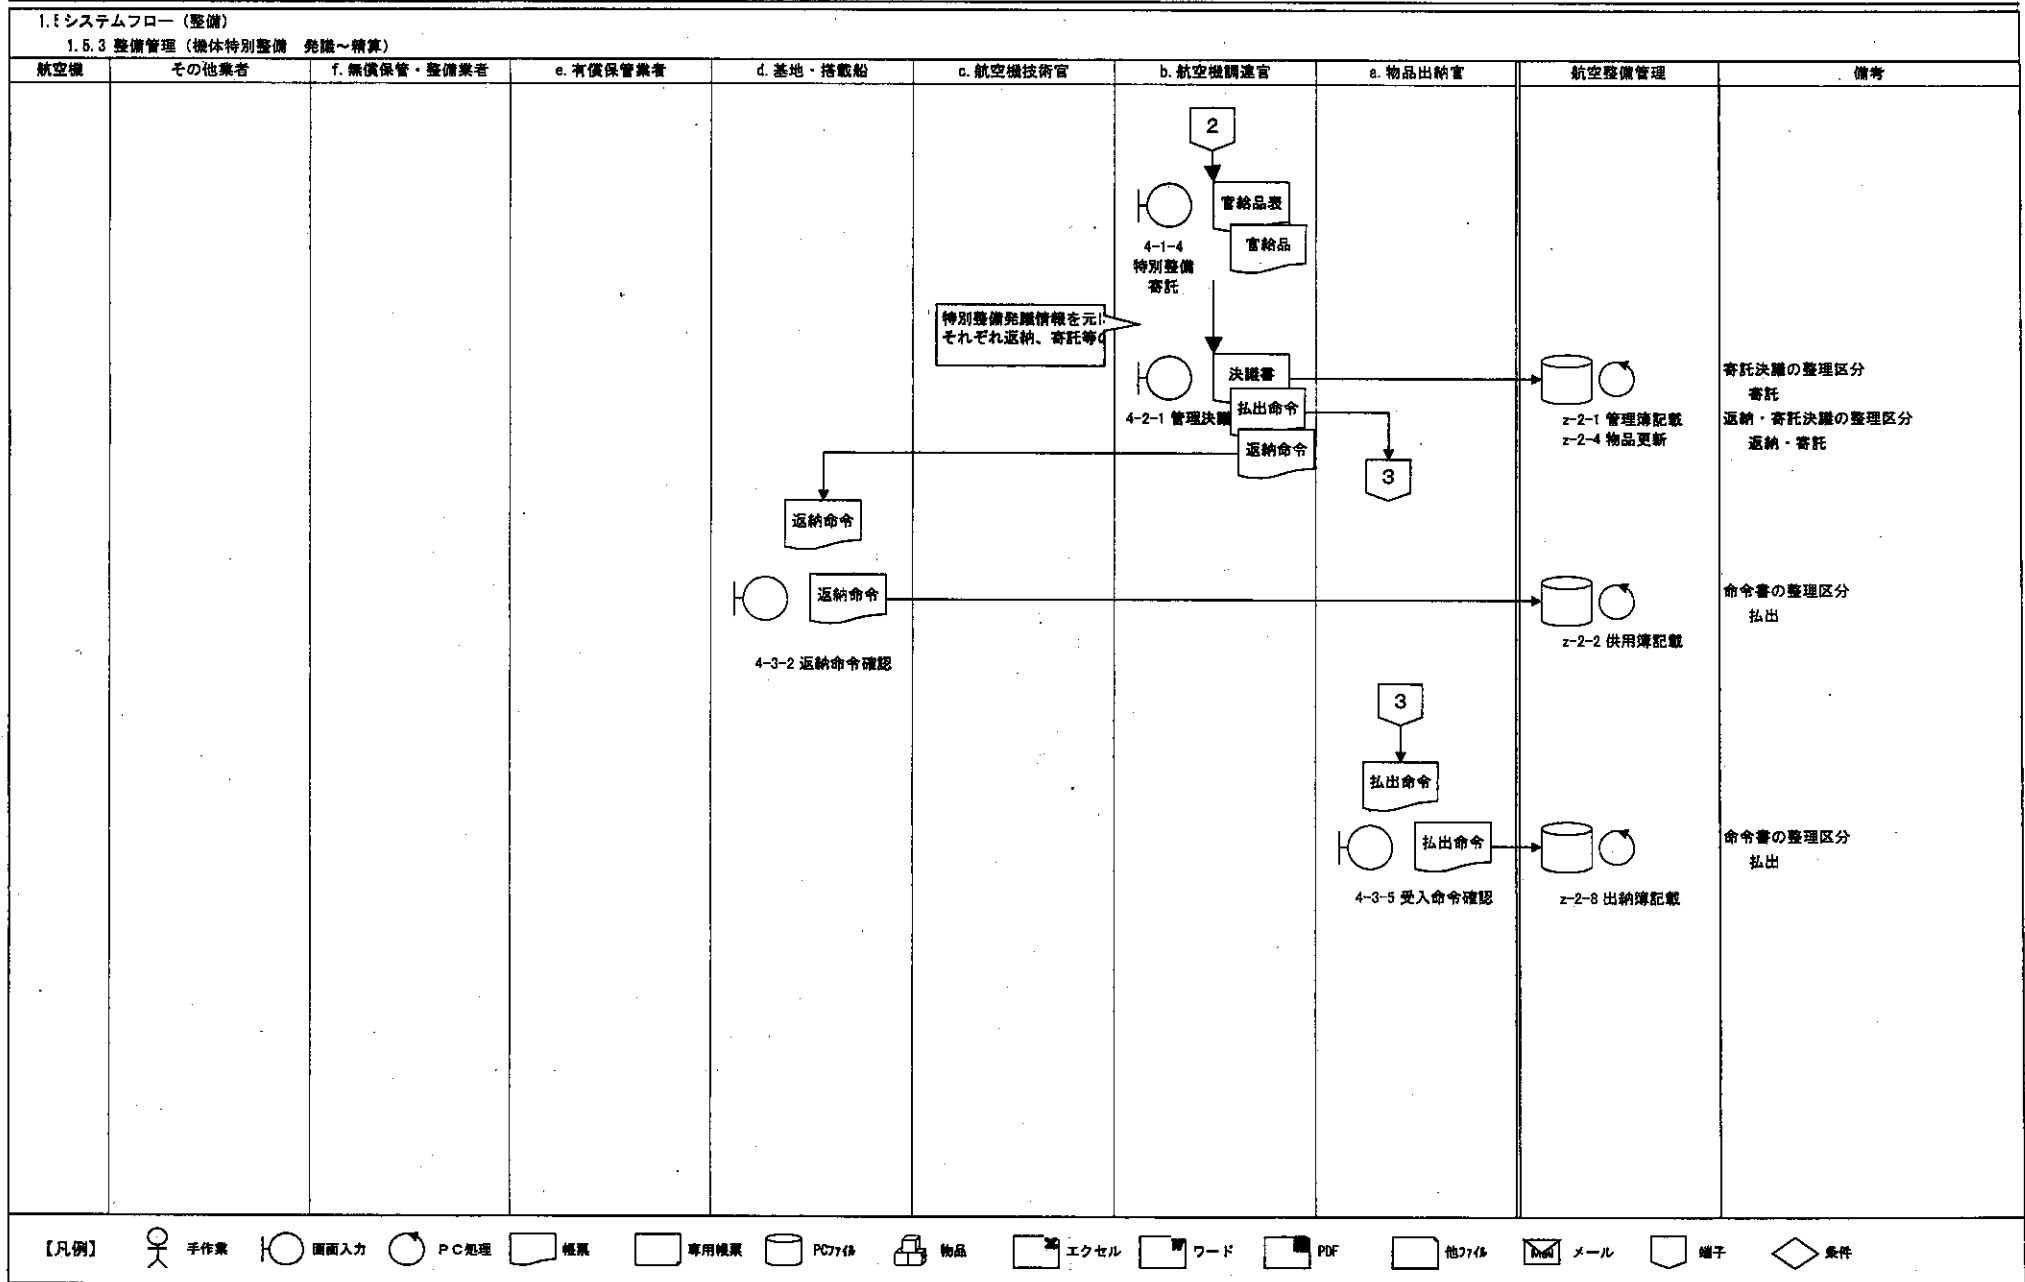 1.5 システムフロー（整備）
1.5.3 整備管理（機体特別整備　発議～精算）
航空機
その他業者
f. 無償保管・整備業者
e. 有償保管業者
d. 基地・搭載船
c. 航空機技術官
b. 航空機調達官
a. 物品出納官
航空整備管理
備考
2
官給品表
官給品
4-1-4
特別整備
寄託
特別整備発議情報を元に
それぞれ返納、寄託等の
決議書
払出命令
返納命令
4-2-1 管理決議
z-2-1 管理簿記載
z-2-4 物品更新
寄託決議の整理区分
寄託
返納・寄託決議の整理区分
返納・寄託
3
返納命令
返納命令
4-3-2 返納命令確認
z-2-2 供用簿記載
命令書の整理区分
払出
3
払出命令
払出命令
4-3-5 受入命令確認
z-2-8 出納簿記載
命令書の整理区分
払出
【凡例】
手作業
画面入力
ＰＣ処理
帳票
専用帳票
PCﾌｧｲﾙ
物品
エクセル
ワード
PDF
他ﾌｧｲﾙ
メール
端子
条件